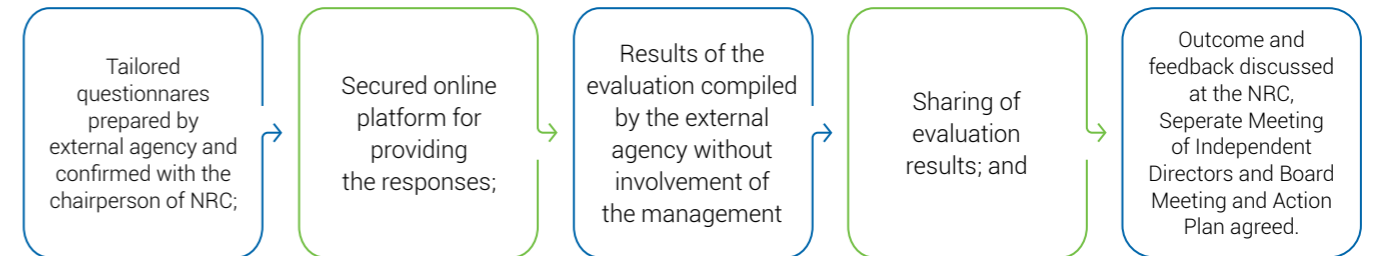 Tailored
questionnares
prepared by
external agency and
confirmed with the
chairperson of NRC;
Secured online
platform for
providing
the responses;
Results of the
evaluation compiled
by the external
agency without
involvement of
the management
Sharing of
evaluation
results; and
Outcome and
feedback discussed
at the NRC,
Seperate Meeting
of Independent
Directors and Board
Meeting and Action
Plan agreed.